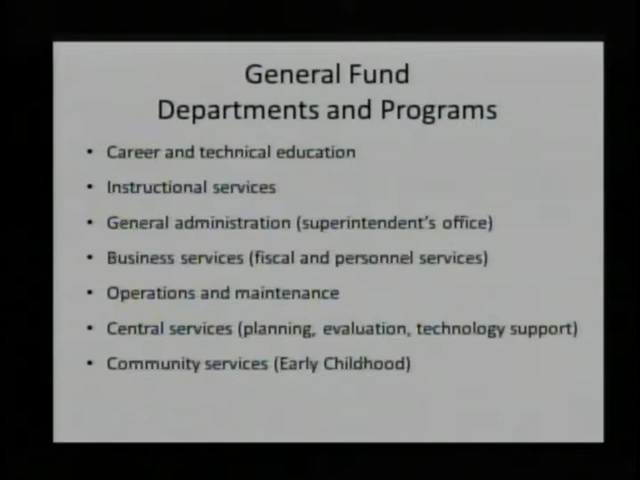 General Fund
Departments and Programs
• Career and technical education
• Instructional services
• General administration (superintendent's office)
• Business services (fiscal and personnel services)
• Operations and maintenance
• Central services (planning, evaluation, technology support)
• Community services (Early Childhood)